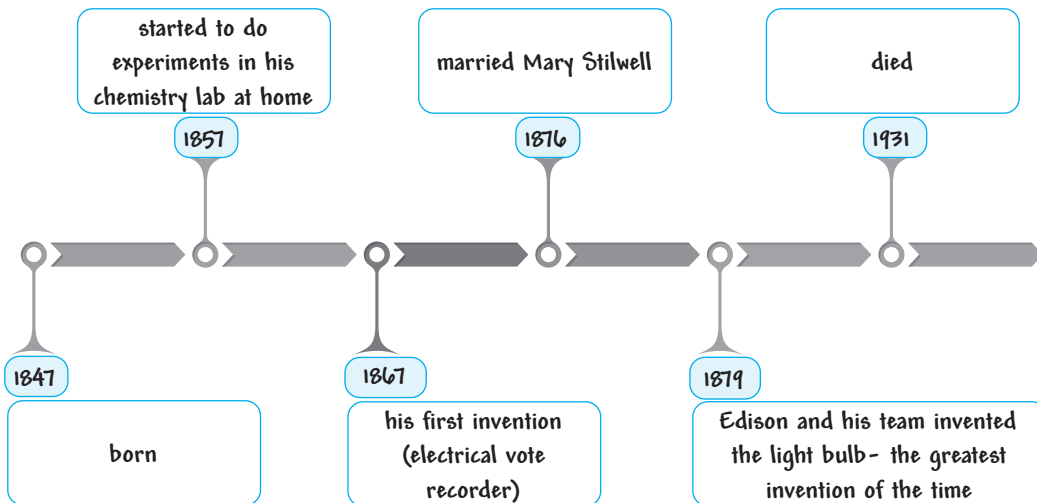 started to do
experiments in his
chemistry lab at home
1857
married Mary Stilwell
1876
died
1931
1847
born
1867
his first invention
(electrical vote
recorder)
1879
Edison and his team invented
the light bulb- the greatest
invention of the time